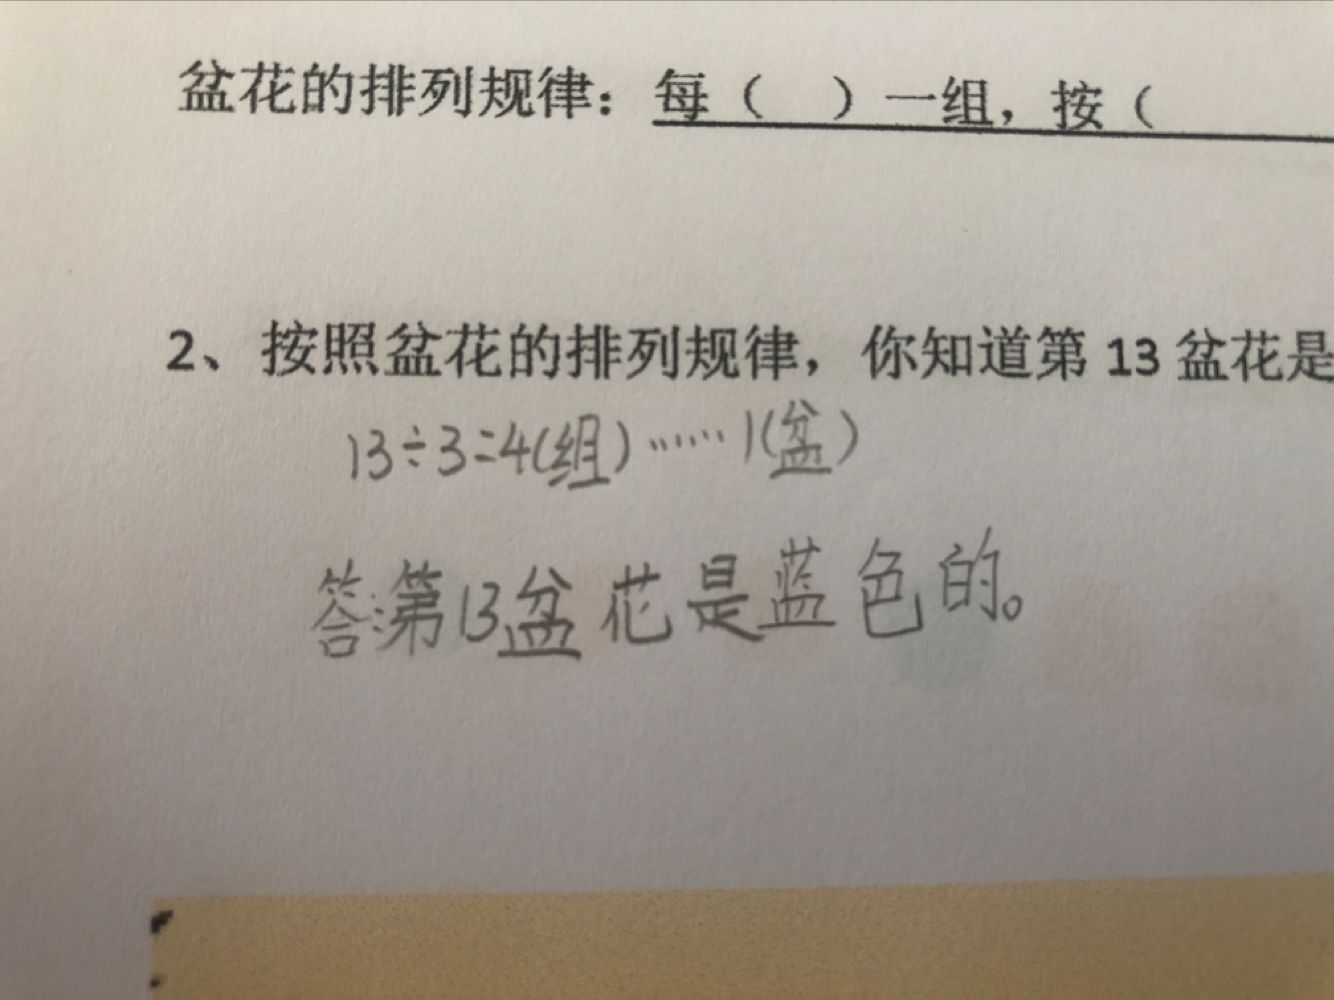 盆花的排列规律：每（ ）一组，按（
2、按照盆花的排列规律，你知道第 13 盆花是
13÷3=4(组)……1(盆)
答:第13盆花是蓝色的。